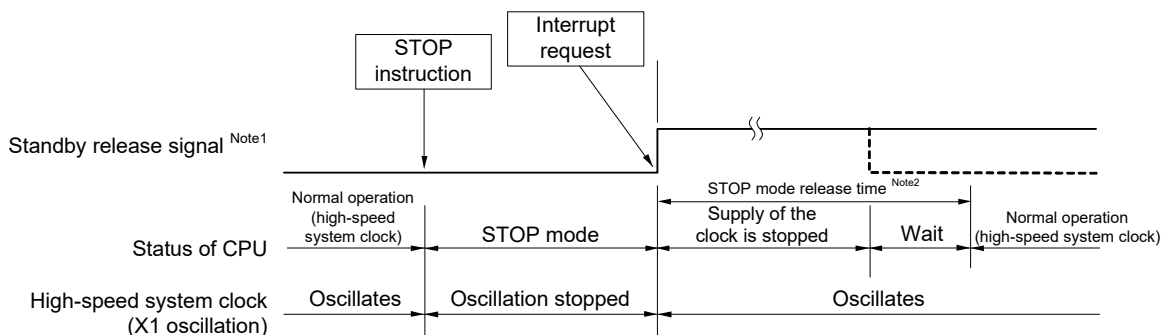 Interrupt
request
STOP
instruction
Standby release signal Note1
STOP mode release time Note2
Normal operation
(high-speed
system clock)
Supply of the
clock is stopped
Normal operation
(high-speed system clock)
Status of CPU
STOP mode
Wait
High-speed system clock
(X1 oscillation)
Oscillates
Oscillation stopped
Oscillates